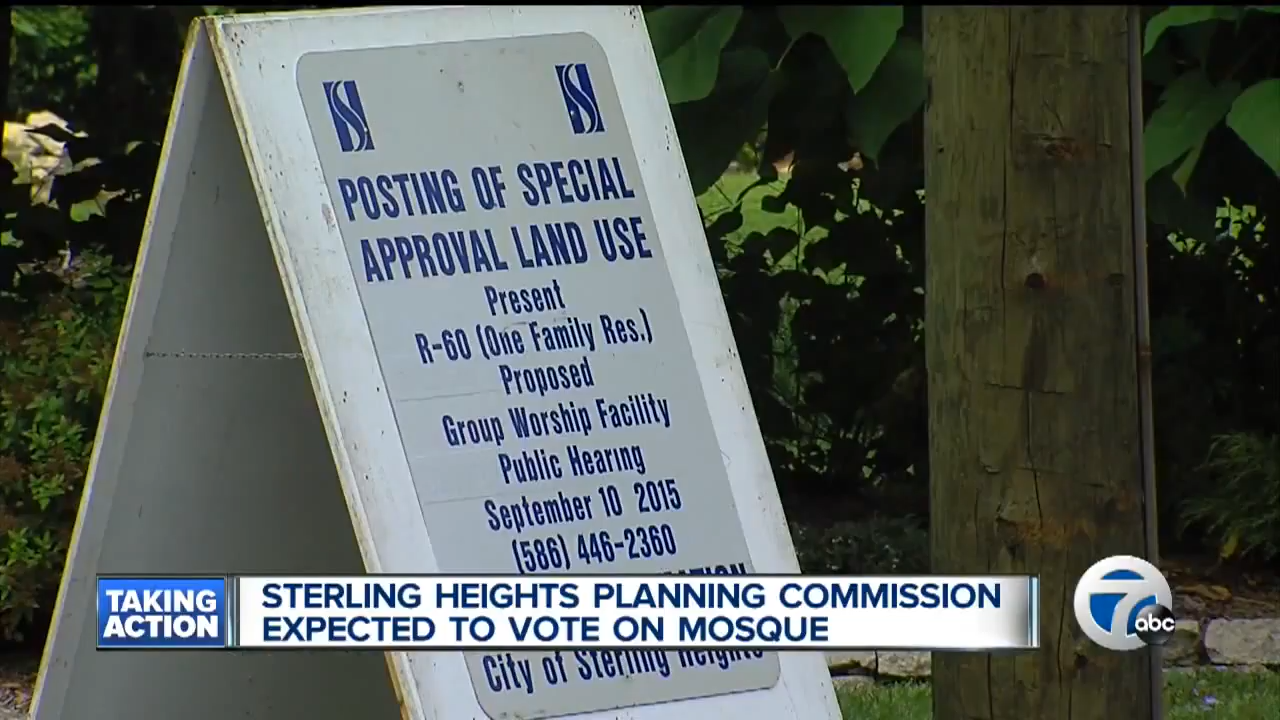 POSTING OF SPECIAL
APPROVAL LAND USE
Present
R-60 (One Family Res.)
Proposed
Group Worship Facility
Public Hearing
September 10 2015
(586) 446-2360
City of Sterling Heights
TAKING
ACTION
STERLING HEIGHTS PLANNING COMMISSION
EXPECTED TO VOTE ON MOSQUE
7
abc